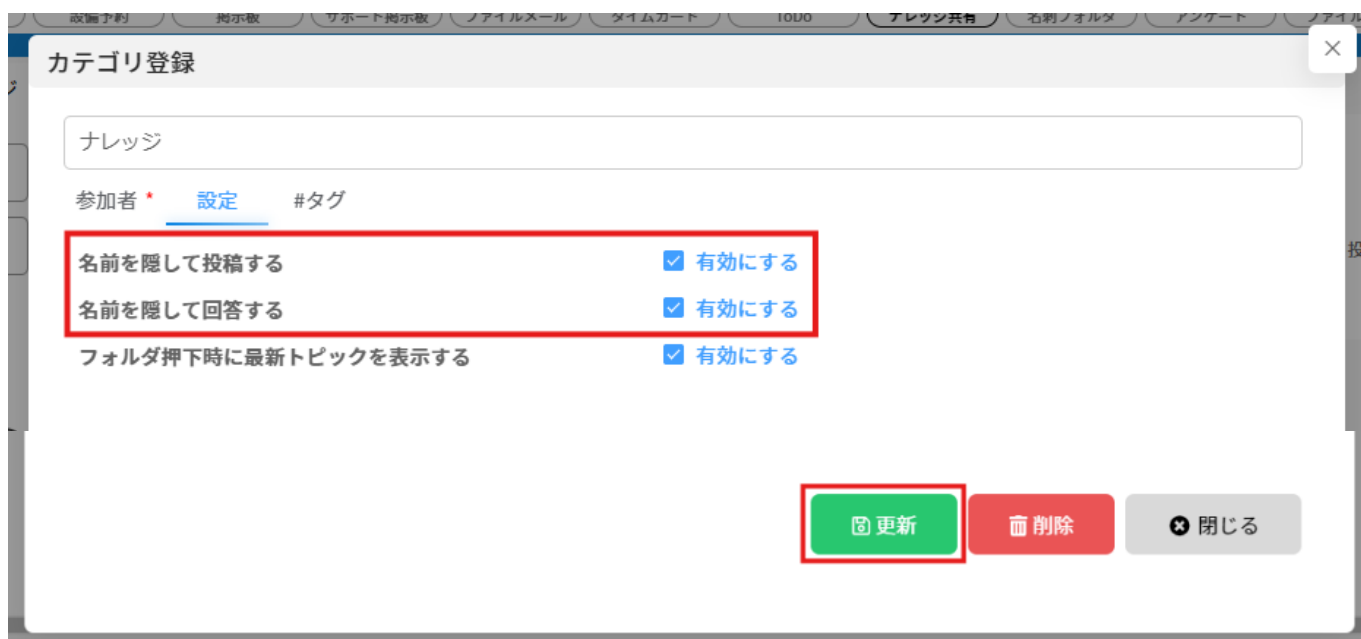 設備予約 掲示板 サポート掲示板 ファイルメール タイムカード ToDo ナレッジ共有 名刺フォルダ アンケート ファイル
カテゴリ登録
ジ
ナレッジ
参加者 * 設定 #タグ
名前を隠して投稿する 有効にする
投
名前を隠して回答する 有効にする
フォルダ押下時に最新トピックを表示する 有効にする
更新 削除 閉じる